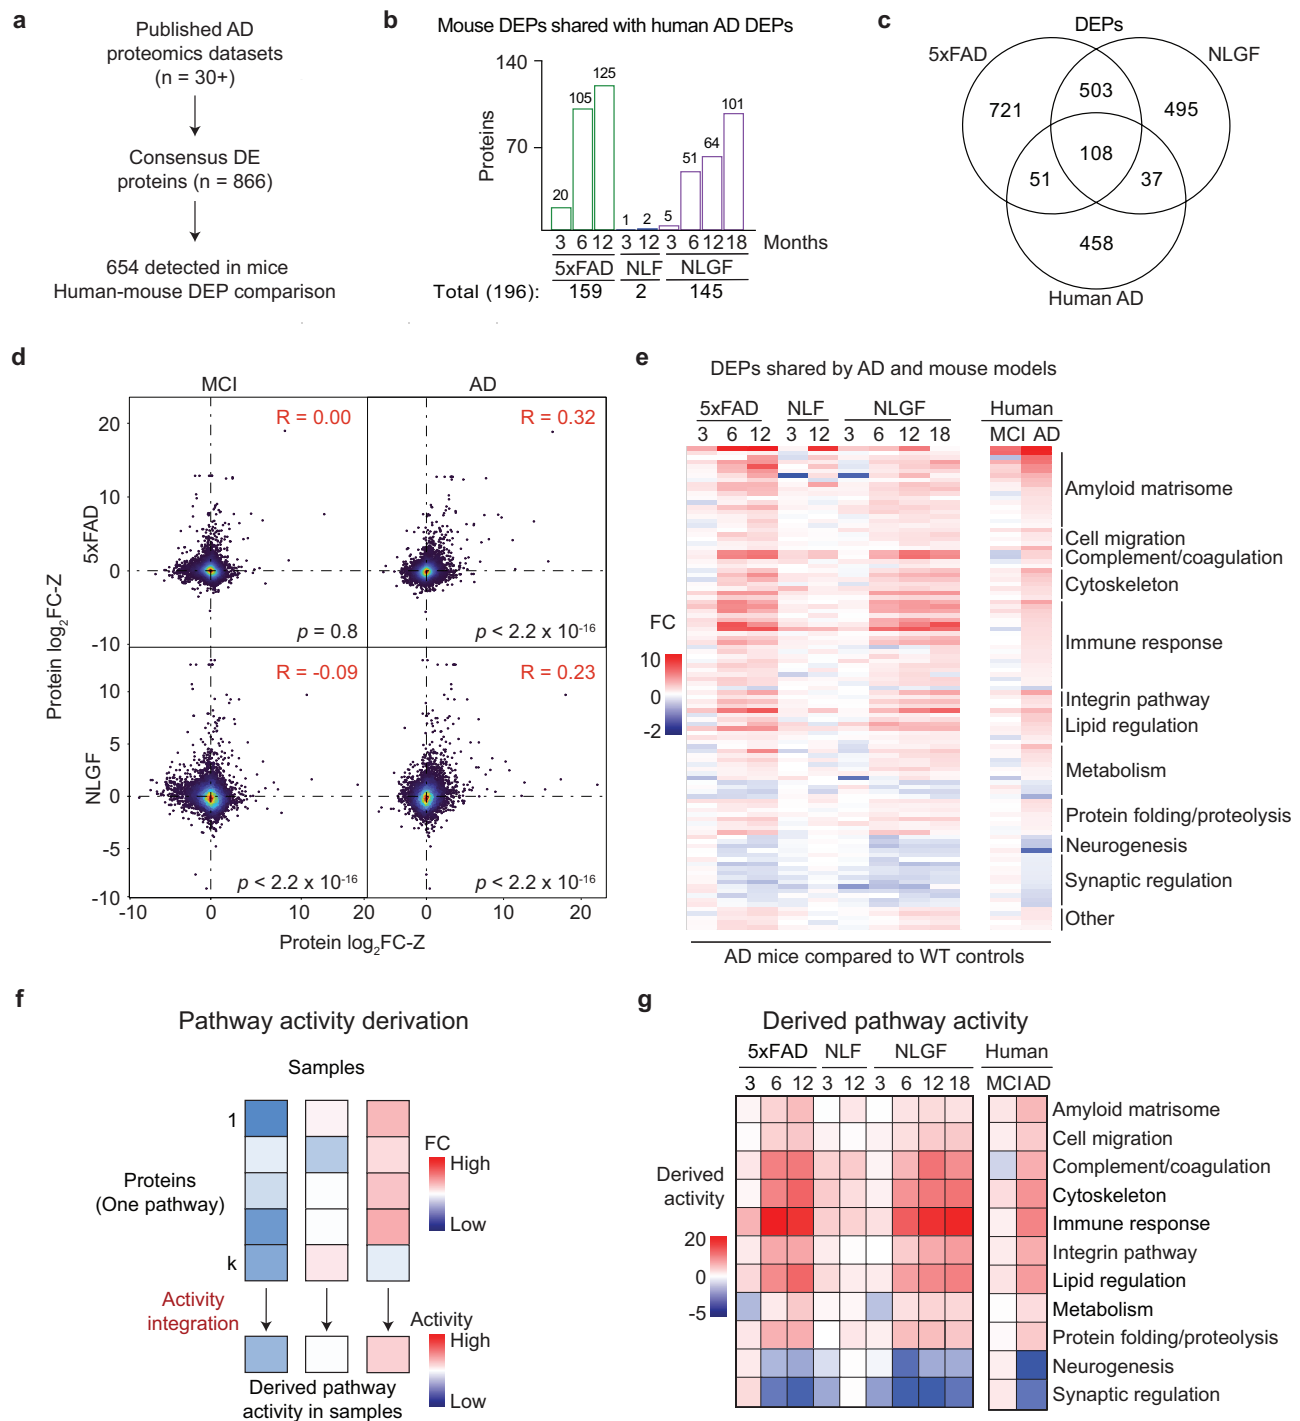 a
Published AD
proteomics datasets
(n = 30+)
Consensus DE
proteins (n = 866)
654 detected in mice
Human-mouse DEP comparison
b
Mouse DEPs shared with human AD DEPs
Proteins
140
70
20
105
125
1
2
5
51
64
101
3 6 12 3 12 3 6 12 18 Months
5xFAD NLF NLGF
Total (196): 159 2 145
c
DEPs
5xFAD
NLGF
503
721
495
108
51
37
458
Human AD
d
MCI AD
R = 0.00
R = 0.32
20
10
0
-10
5xFAD
p = 0.8
p < 2.2 x 10-16
Protein log2FC-Z
R = -0.09
R = 0.23
10
5
0
-5
-10
NLGF
p < 2.2 x 10-16
p < 2.2 x 10-16
-10 0 10 20 0 10 20
Protein log2FC-Z
e
DEPs shared by AD and mouse models
5xFAD NLF NLGF Human
3 6 12 3 12 3 6 12 18 MCI AD
FC
10
0
-2
Amyloid matrisome
Cell migration
Complement/coagulation
Cytoskeleton
Immune response
Integrin pathway
Lipid regulation
Metabolism
Protein folding/proteolysis
Neurogenesis
Synaptic regulation
Other
AD mice compared to WT controls
f
Pathway activity derivation
Samples
1
Proteins
(One pathway)
k
FC
High
Low
Activity
integration
Activity
High
Low
Derived pathway
activity in samples
g
Derived pathway activity
5xFAD NLF NLGF Human
3 6 12 3 12 3 6 12 18 MCI AD
Derived
activity
20
0
-5
Amyloid matrisome
Cell migration
Complement/coagulation
Cytoskeleton
Immune response
Integrin pathway
Lipid regulation
Metabolism
Protein folding/proteolysis
Neurogenesis
Synaptic regulation